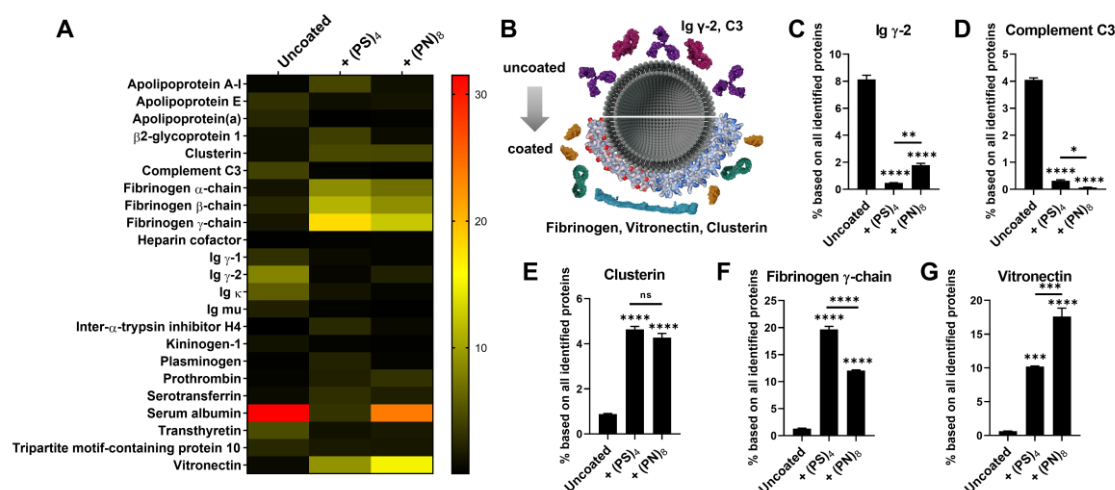 A
Uncoated
+ (PS)4
+ (PN)8
Apolipoprotein A-I
Apolipoprotein E
Apolipoprotein(a)
β2-glycoprotein 1
Clusterin
Complement C3
Fibrinogen α-chain
Fibrinogen β-chain
Fibrinogen γ-chain
Heparin cofactor
Ig γ-1
Ig γ-2
Ig κ
Ig mu
Inter-α-trypsin inhibitor H4
Kininogen-1
Plasminogen
Prothrombin
Serotransferrin
Serum albumin
Transthyretin
Tripartite motif-containing protein 10
Vitronectin
30
20
10
B
Ig γ-2, C3
uncoated
coated
Fibrinogen, Vitronectin, Clusterin
C
Ig γ-2
% based on all identified proteins
10
8
6
4
2
0
**
****
****
Uncoated
+ (PS)4
+ (PN)8
D
Complement C3
% based on all identified proteins
5
4
3
2
1
0
*
****
****
Uncoated
+ (PS)4
+ (PN)8
E
Clusterin
% based on all identified proteins
6
4
2
0
ns
****
****
Uncoated
+ (PS)4
+ (PN)8
F
Fibrinogen γ-chain
% based on all identified proteins
25
20
15
10
5
0
****
****
****
Uncoated
+ (PS)4
+ (PN)8
G
Vitronectin
% based on all identified proteins
20
15
10
5
0
***
****
***
Uncoated
+ (PS)4
+ (PN)8